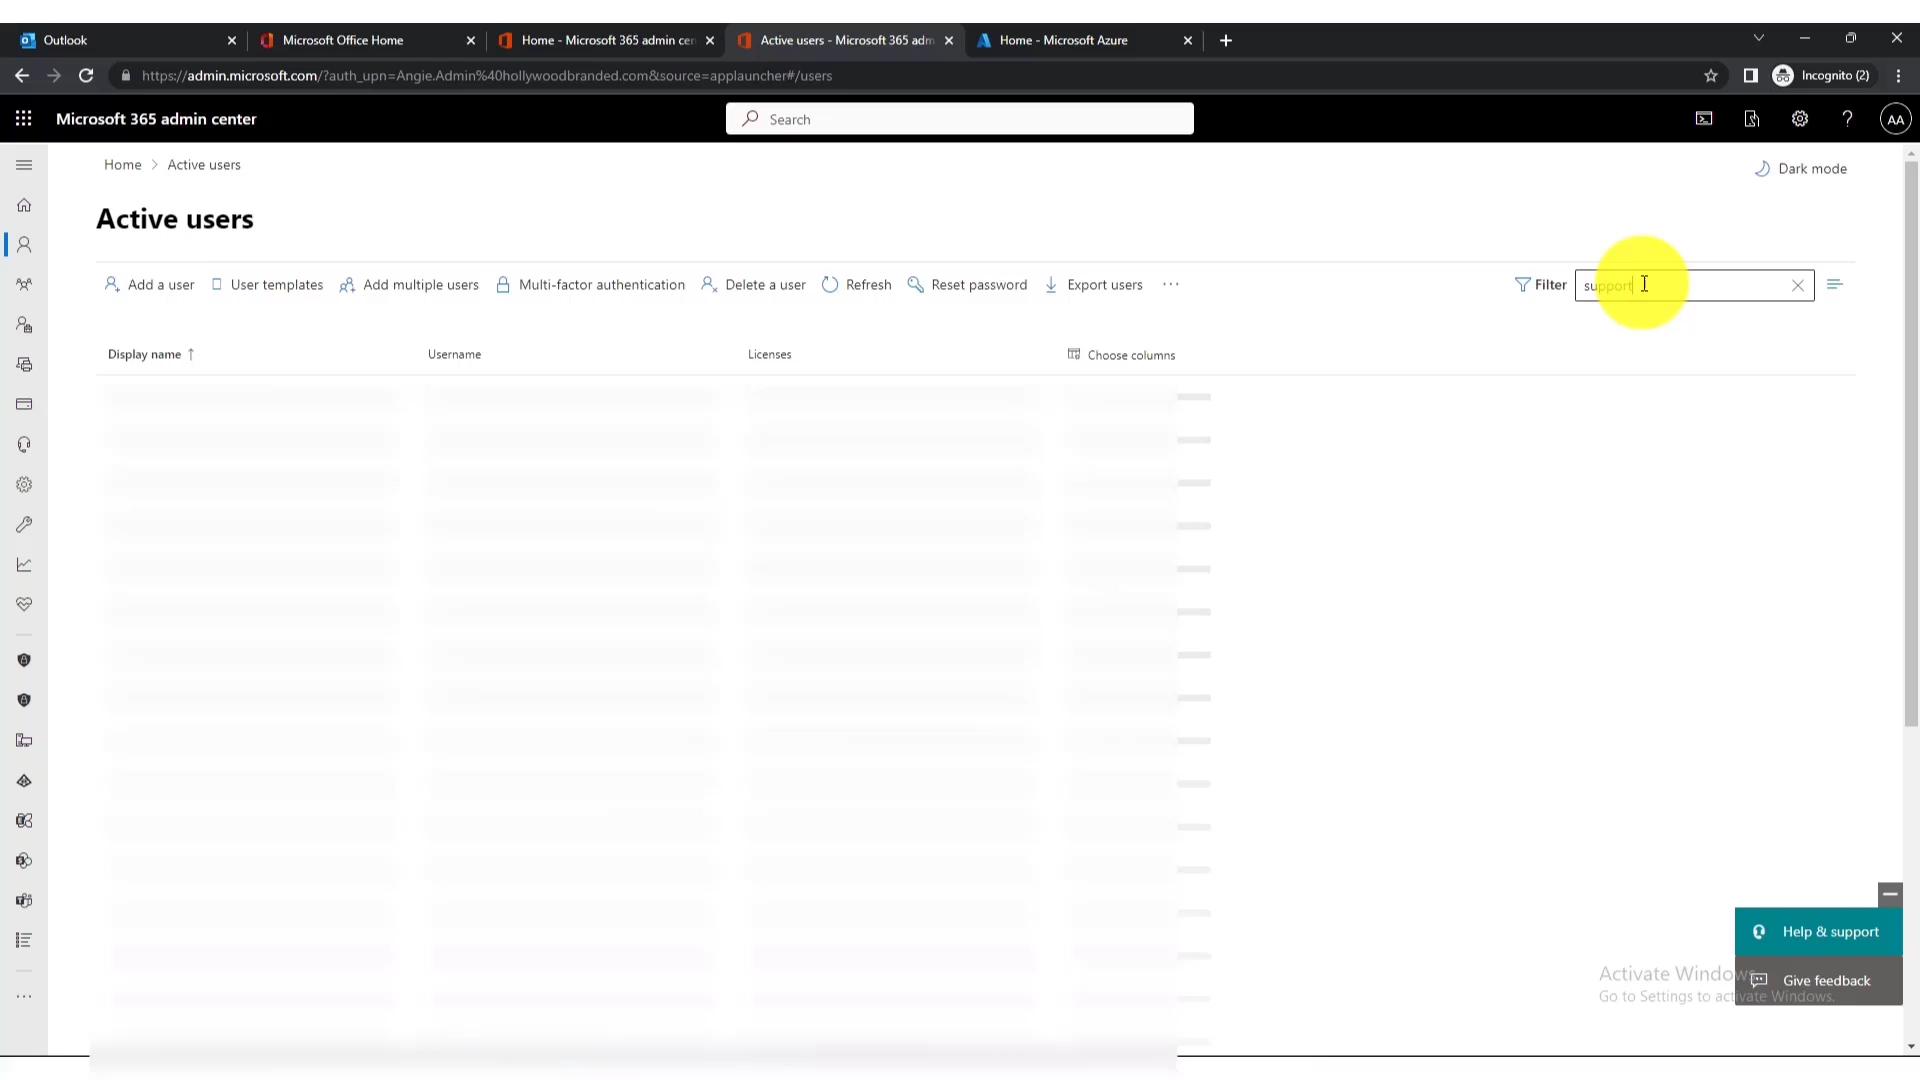 Outlook
Microsoft Office Home
Home - Microsoft 365 admin cen
Active users - Microsoft 365 adm
Home - Microsoft Azure
https://admin.microsoft.com/?auth_upn=Angie.Admin%40hollywoodbranded.com&source=applauncher#/users
Incognito (2)
Microsoft 365 admin center
Search
AA
Home > Active users
Dark mode
Active users
Add a user
User templates
Add multiple users
Multi-factor authentication
Delete a user
Refresh
Reset password
Export users
Filter
support
Display name ↑
Username
Licenses
Choose columns
Help & support
Activate Windows
Give feedback
Go to Settings to activate Windows.